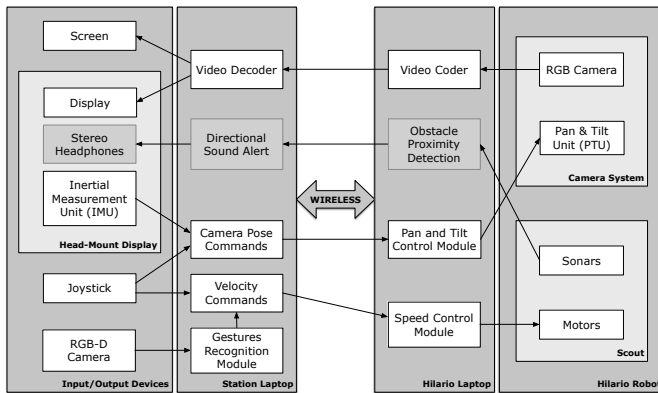 Screen
Display
Stereo
Headphones
Inertial
Measurement
Unit (IMU)
Head-Mount Display
Joystick
RGB-D
Camera
Input/Output Devices
Video Decoder
Directional
Sound Alert
Camera Pose
Commands
Velocity
Commands
Gestures
Recognition
Module
Station Laptop
WIRELESS
Video Coder
Obstacle
Proximity
Detection
Pan and Tilt
Control Module
Speed Control
Module
Hilario Laptop
RGB Camera
Pan & Tilt
Unit (PTU)
Camera System
Sonars
Motors
Scout
Hilario Robot